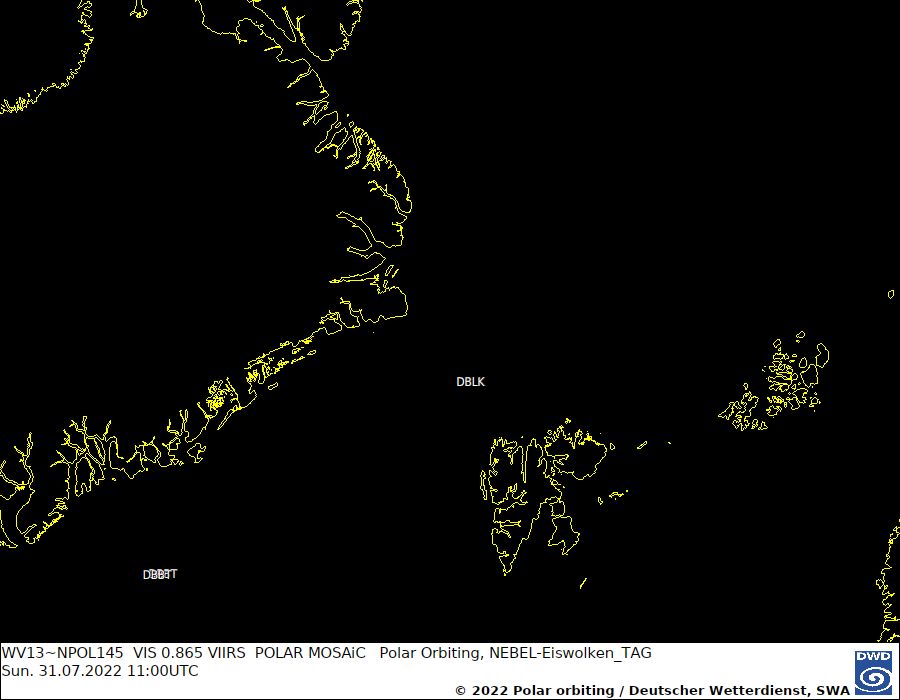 DBLK
WV13~NPOL145 VIS 0.865 VIIRS POLAR MOSAiC Polar Orbiting, NEBEL-Eiswolken_TAG
Sun. 31.07.2022 11:00UTC
DWD
© 2022 Polar orbiting / Deutscher Wetterdienst, SWA